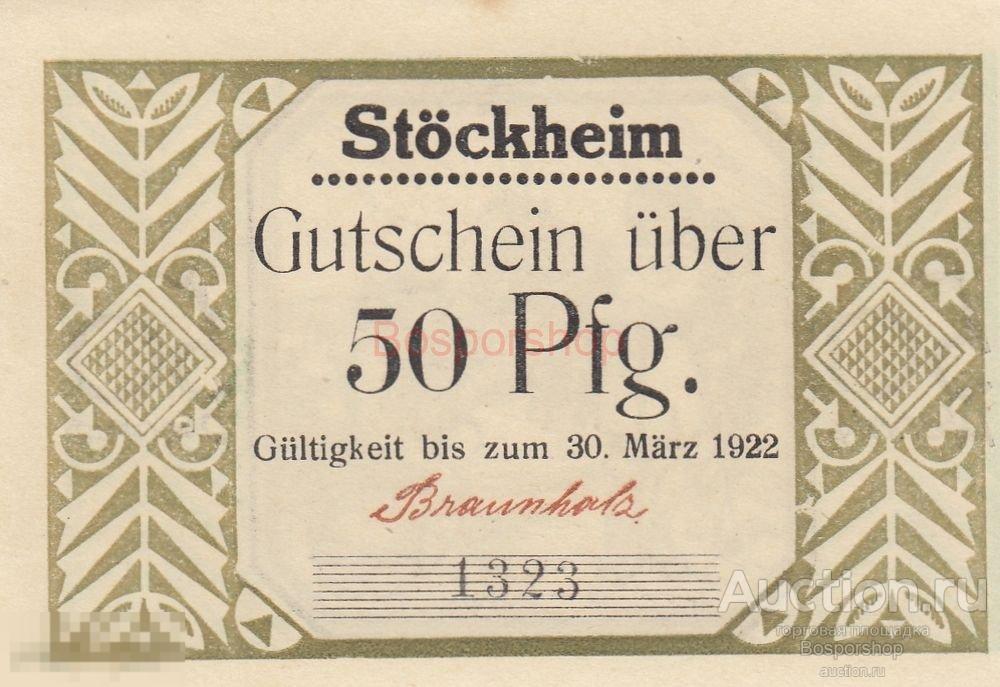 Stöckheim
Gutschein über
50 Pfg.
Bosporshop
Gültigkeit bis zum 30. März 1922
Braunholz
1323
Auction.ru
торговая площадка
Bosporshop
auction.ru